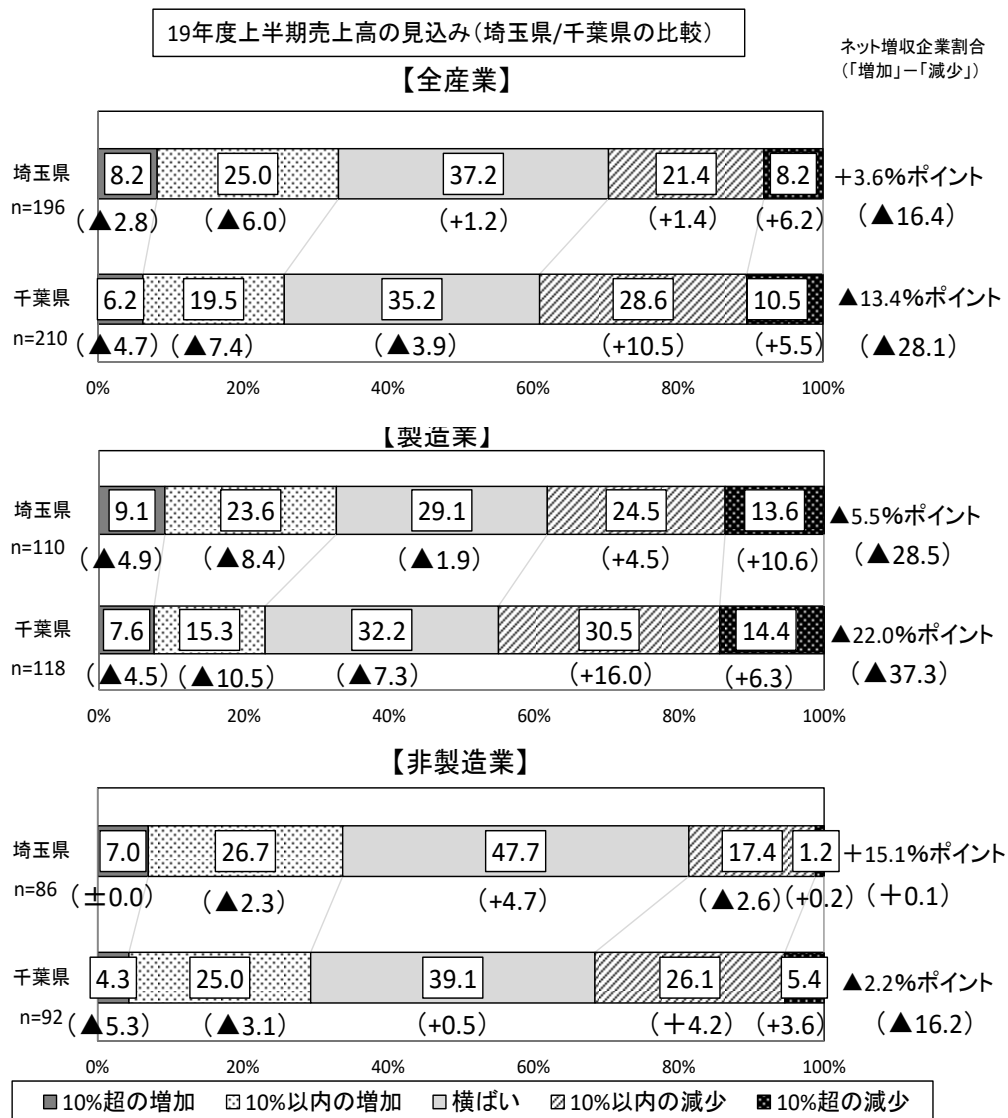 19年度上半期売上高の見込み(埼玉県/千葉県の比較)
ネット増収企業割合
(「増加」－「減少」)
【全産業】
埼玉県 8.2 25.0 37.2 21.4 8.2 ＋3.6%ポイント
n=196 (▲2.8) (▲6.0) (+1.2) (+1.4) (+6.2) (▲16.4)
千葉県 6.2 19.5 35.2 28.6 10.5 ▲13.4%ポイント
n=210 (▲4.7) (▲7.4) (▲3.9) (+10.5) (+5.5) (▲28.1)
0% 20% 40% 60% 80% 100%
【製造業】
埼玉県 9.1 23.6 29.1 24.5 13.6 ▲5.5%ポイント
n=110 (▲4.9) (▲8.4) (▲1.9) (+4.5) (+10.6) (▲28.5)
千葉県 7.6 15.3 32.2 30.5 14.4 ▲22.0%ポイント
n=118 (▲4.5) (▲10.5) (▲7.3) (+16.0) (+6.3) (▲37.3)
0% 20% 40% 60% 80% 100%
【非製造業】
埼玉県 7.0 26.7 47.7 17.4 1.2 ＋15.1%ポイント
n=86 (±0.0) (▲2.3) (+4.7) (▲2.6) (+0.2) (＋0.1)
千葉県 4.3 25.0 39.1 26.1 5.4 ▲2.2%ポイント
n=92 (▲5.3) (▲3.1) (+0.5) (＋4.2) (+3.6) (▲16.2)
0% 20% 40% 60% 80% 100%
10%超の増加 10%以内の増加 横ばい 10%以内の減少 10%超の減少